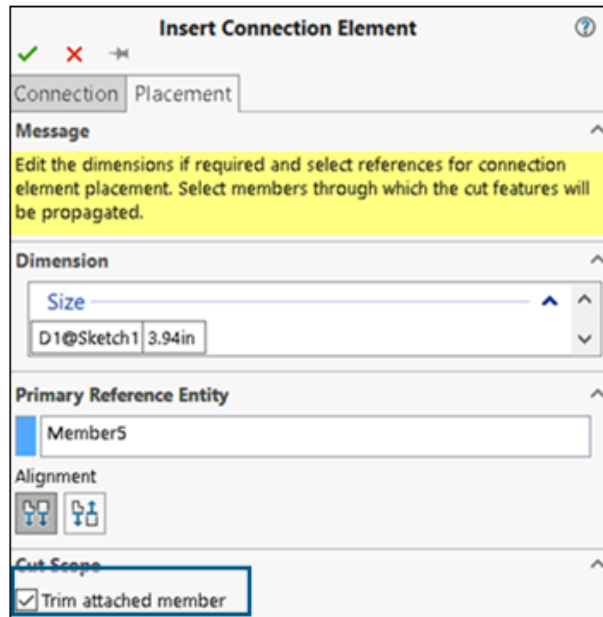 Insert Connection Element
Connection Placement
Message
Edit the dimensions if required and select references for connection
element placement. Select members through which the cut features will
be propagated.
Dimension
Size
D1@Sketch1 3.94in
Primary Reference Entity
Member5
Alignment
Cut Scope
Trim attached member